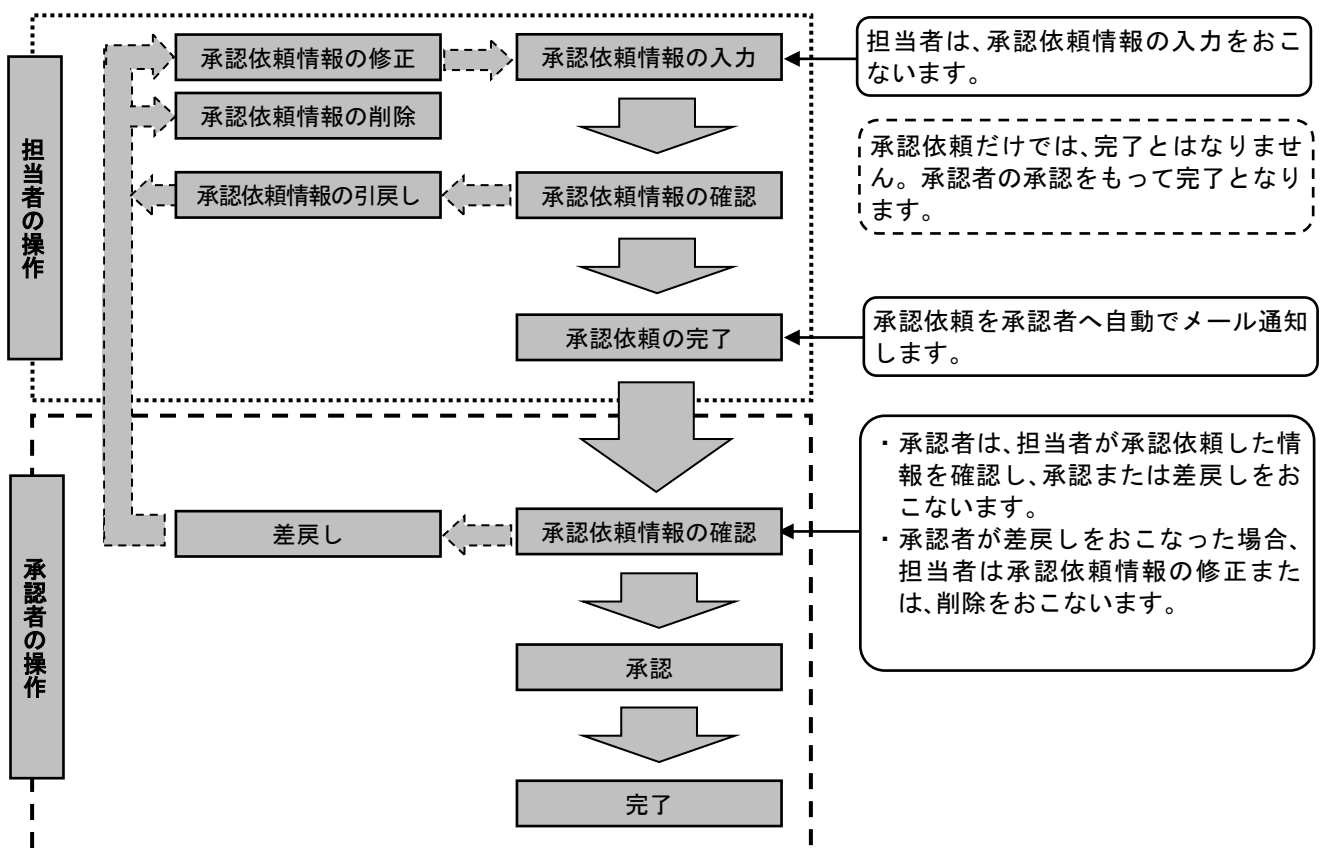 担当者の操作
承認依頼情報の修正
承認依頼情報の入力
担当者は、承認依頼情報の入力をおこ
ないます。
承認依頼情報の削除
承認依頼だけでは、完了とはなりませ
ん。承認者の承認をもって完了となり
ます。
承認依頼情報の引戻し
承認依頼情報の確認
承認依頼の完了
承認依頼を承認者へ自動でメール通知
します。
承認者の操作
差戻し
承認依頼情報の確認
・承認者は、担当者が承認依頼した情
報を確認し、承認または差戻しをお
こないます。
・承認者が差戻しをおこなった場合、
担当者は承認依頼情報の修正また
は、削除をおこないます。
承認
完了